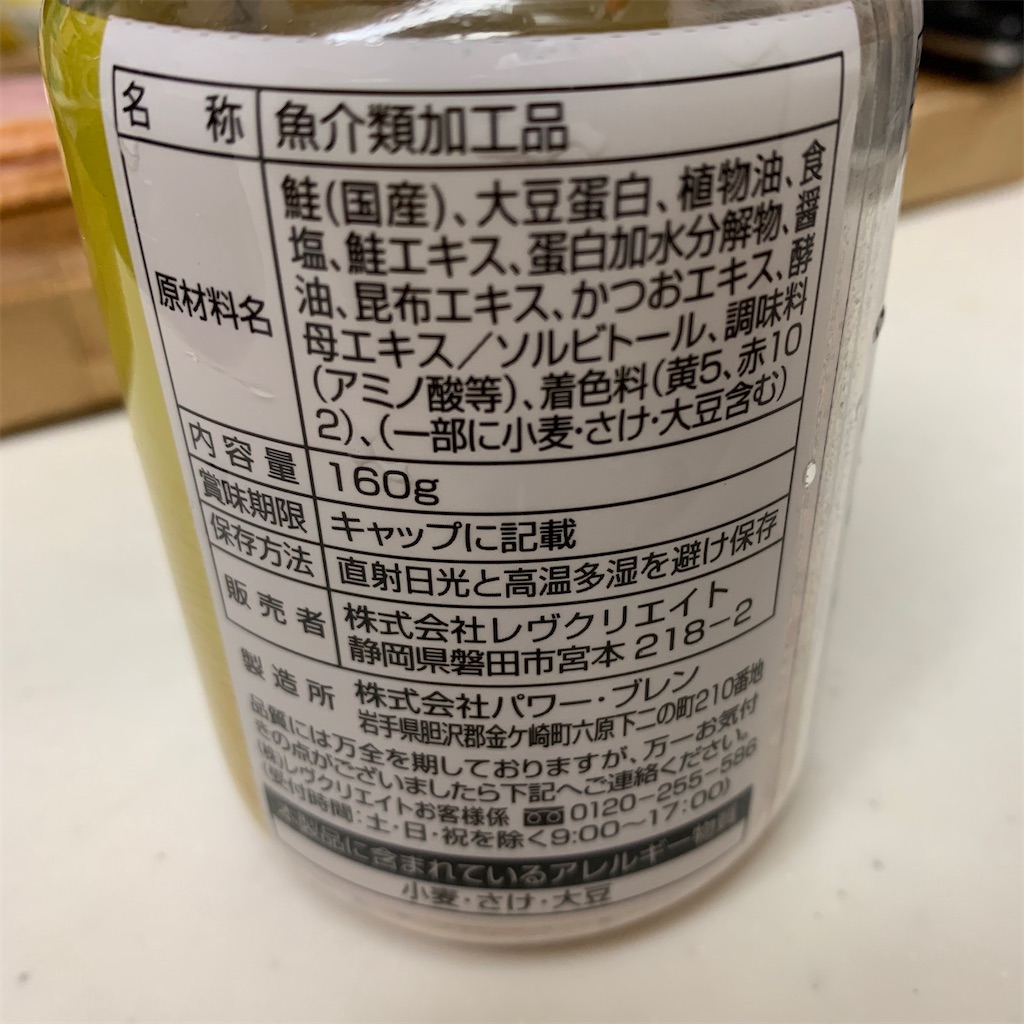 名称 魚介類加工品
原材料名
鮭(国産)、大豆蛋白、植物油、食
塩、鮭エキス、蛋白加水分解物、醤
油、昆布エキス、かつおエキス、酵
母エキス/ソルビトール、調味料
(アミノ酸等)、着色料(黄5、赤10
2)、(一部に小麦・さけ・大豆含む)
内容量 160g
賞味期限 キャップに記載
保存方法 直射日光と高温多湿を避け保存
販売者 株式会社レヴクリエイト
静岡県磐田市宮本218-2
製造所 株式会社パワー・ブレン
岩手県胆沢郡金ケ崎町六原下二の町210番地
品質には万全を期しておりますが、万一お気付
きの点がございましたら下記へご連絡ください。
(株)レヴクリエイトお客様係 0120-255-586
(受付時間:土・日・祝を除く9:00〜17:00)
本製品に含まれているアレルギー物質
小麦・さけ・大豆